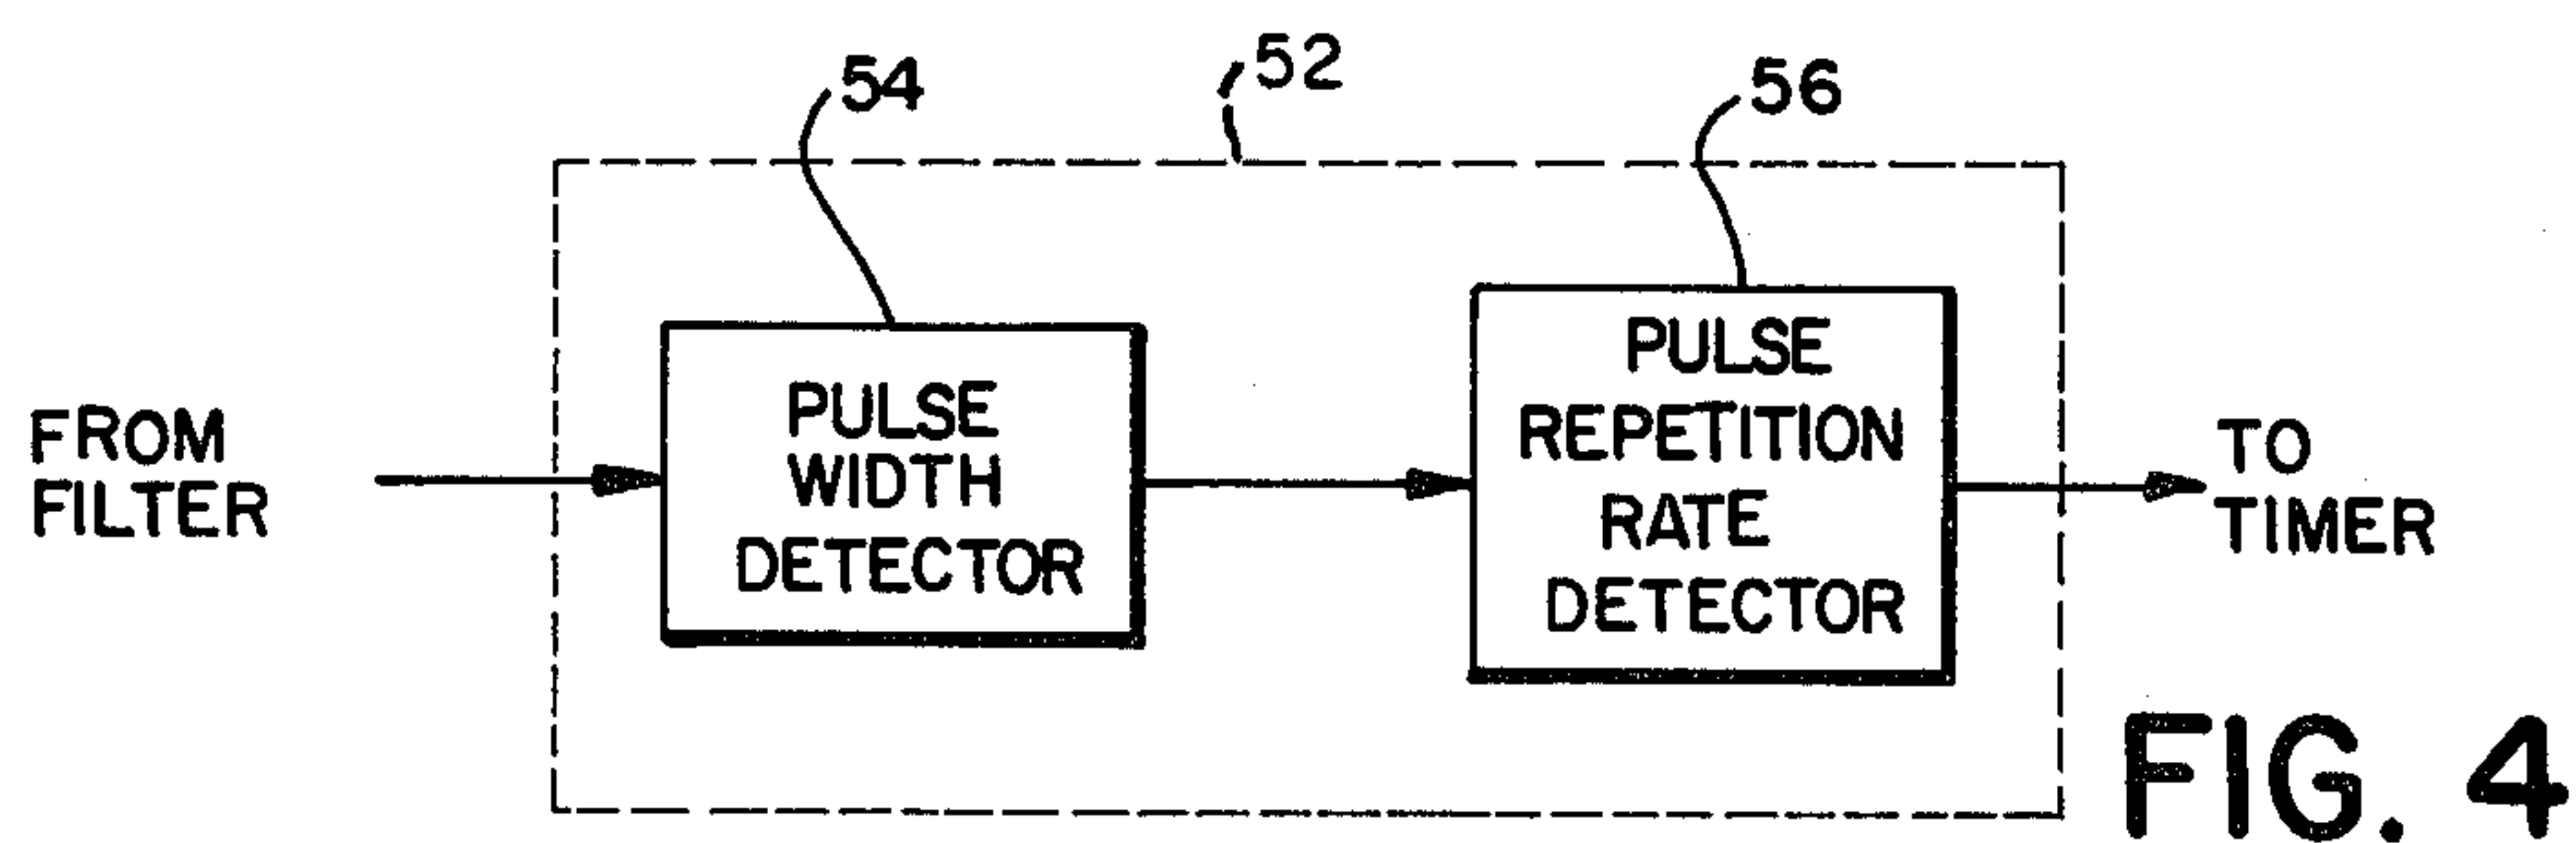 54
52
56
FROM
FILTER
PULSE
WIDTH
DETECTOR
PULSE
REPETITION
RATE
DETECTOR
TO
TIMER
FIG. 4